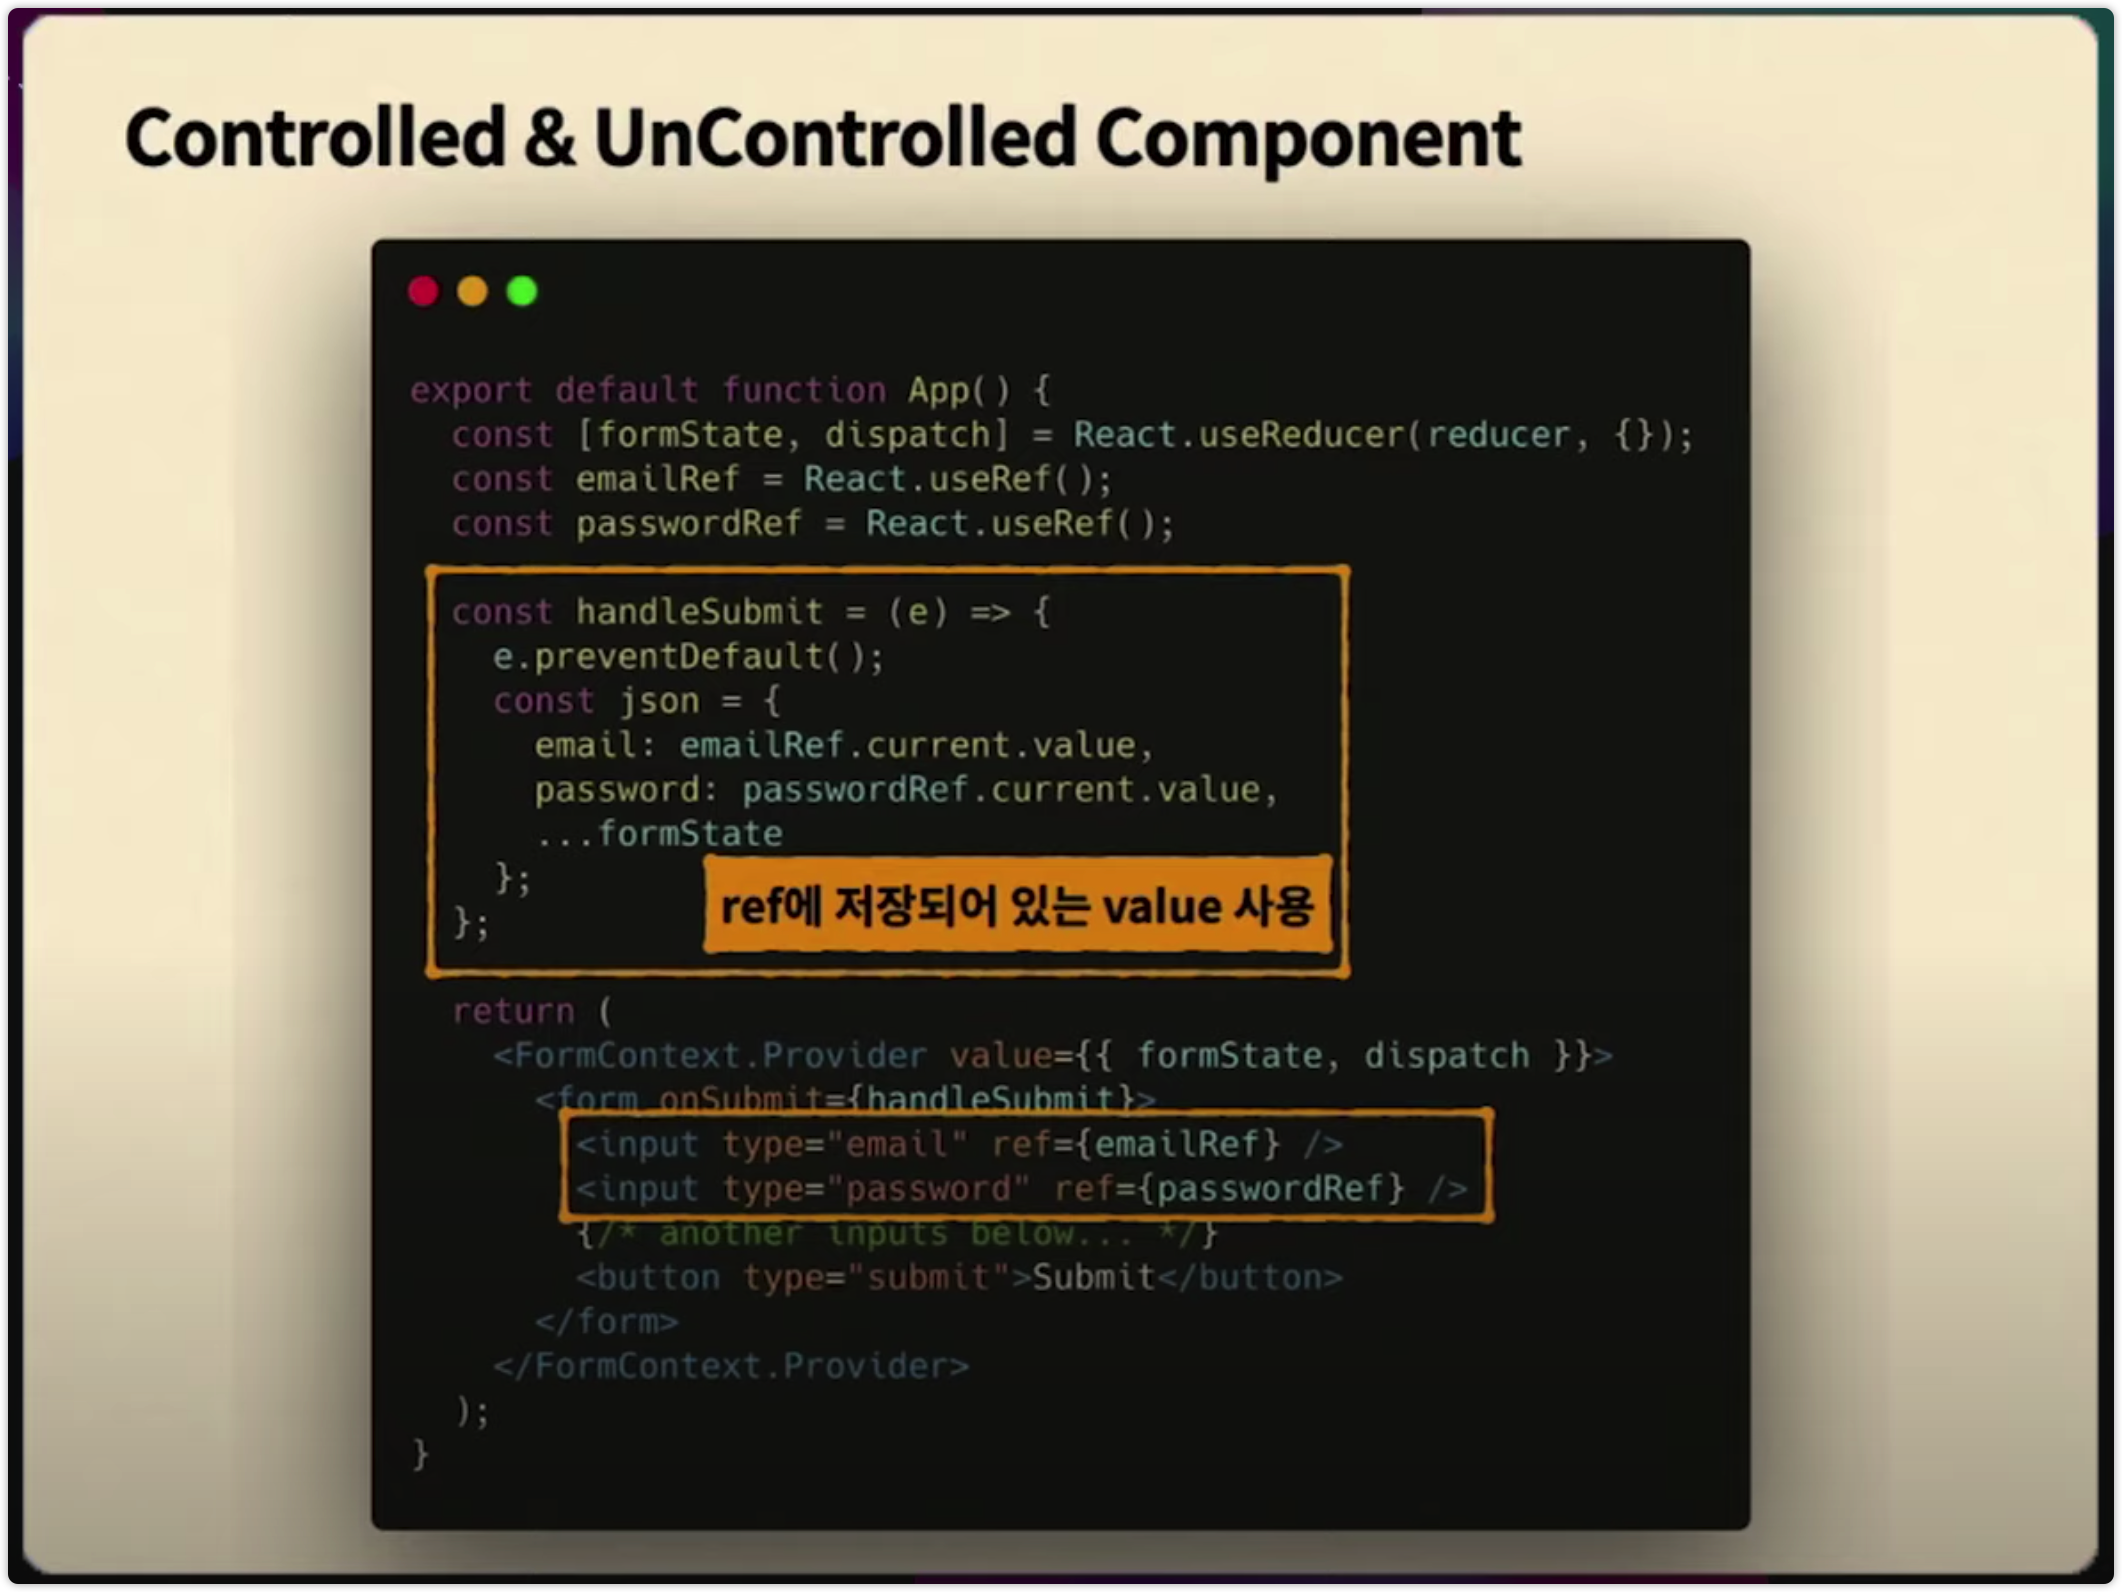 Controlled & UnControlled Component
export default function App() {
  const [formState, dispatch] = React.useReducer(reducer, {});
  const emailRef = React.useRef();
  const passwordRef = React.useRef();
  const handleSubmit = (e) => {
    e.preventDefault();
    const json = {
      email: emailRef.current.value,
      password: passwordRef.current.value,
      ...formState
    };
ref에 저장되어 있는 value 사용
  };
  return (
    <FormContext.Provider value={{ formState, dispatch }}>
      <form onSubmit={handleSubmit}>
        <input type="email" ref={emailRef} />
        <input type="password" ref={passwordRef} />
        {/* another inputs below... */}
        <button type="submit">Submit</button>
      </form>
    </FormContext.Provider>
  );
}